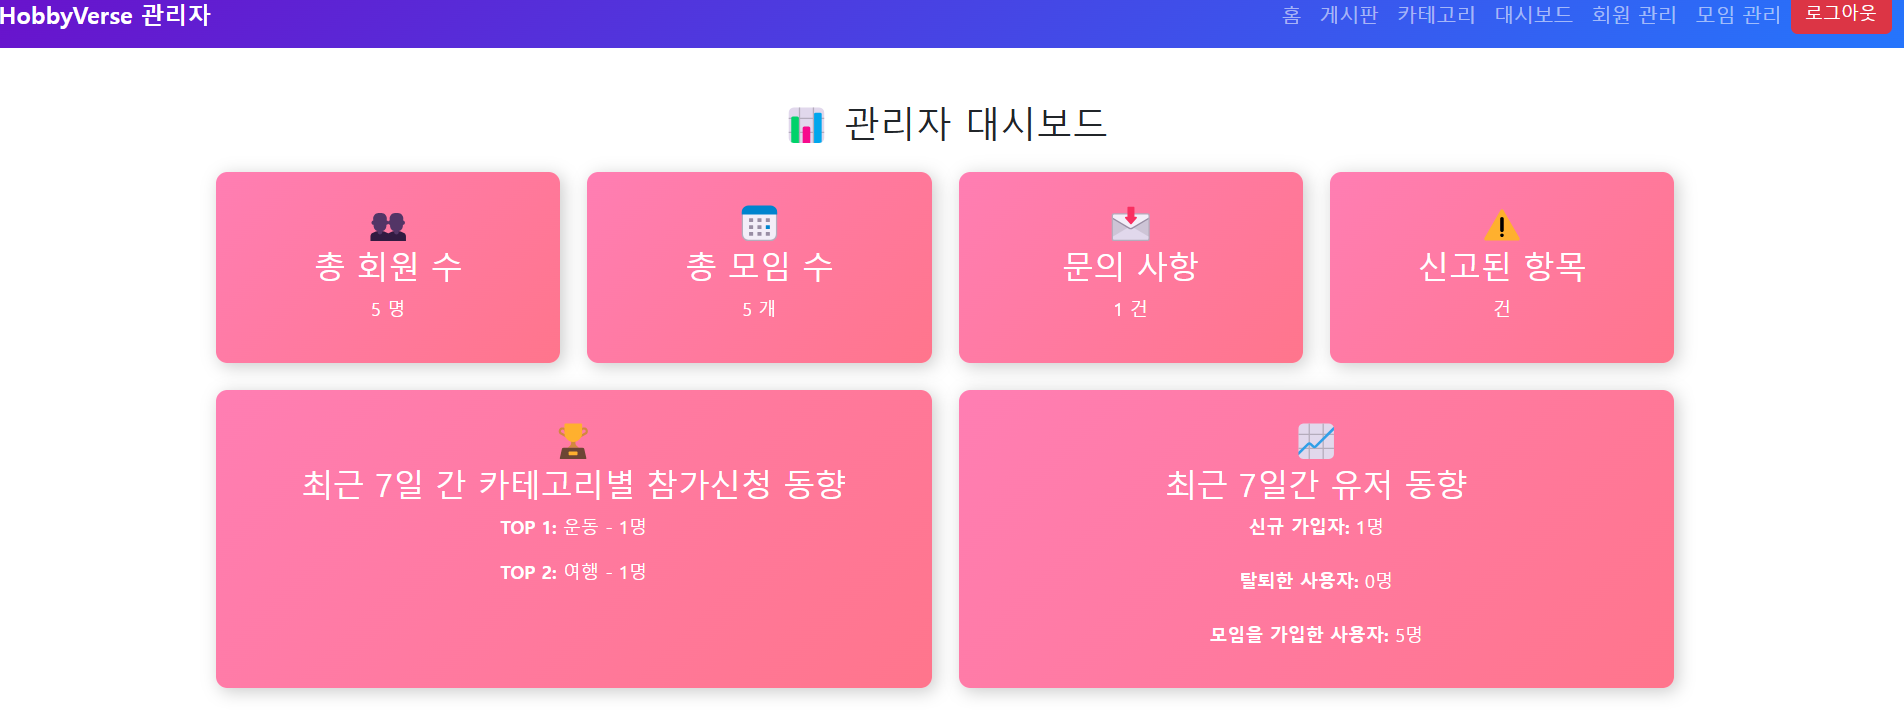 HobbyVerse 관리자
홈 게시판 카테고리 대시보드 회원 관리 모임 관리 로그아웃
관리자 대시보드
총 회원 수
5 명
총 모임 수
5 개
문의 사항
1 건
신고된 항목
건
최근 7일 간 카테고리별 참가신청 동향
TOP 1: 운동 - 1명
TOP 2: 여행 - 1명
최근 7일간 유저 동향
신규 가입자: 1명
탈퇴한 사용자: 0명
모임을 가입한 사용자: 5명